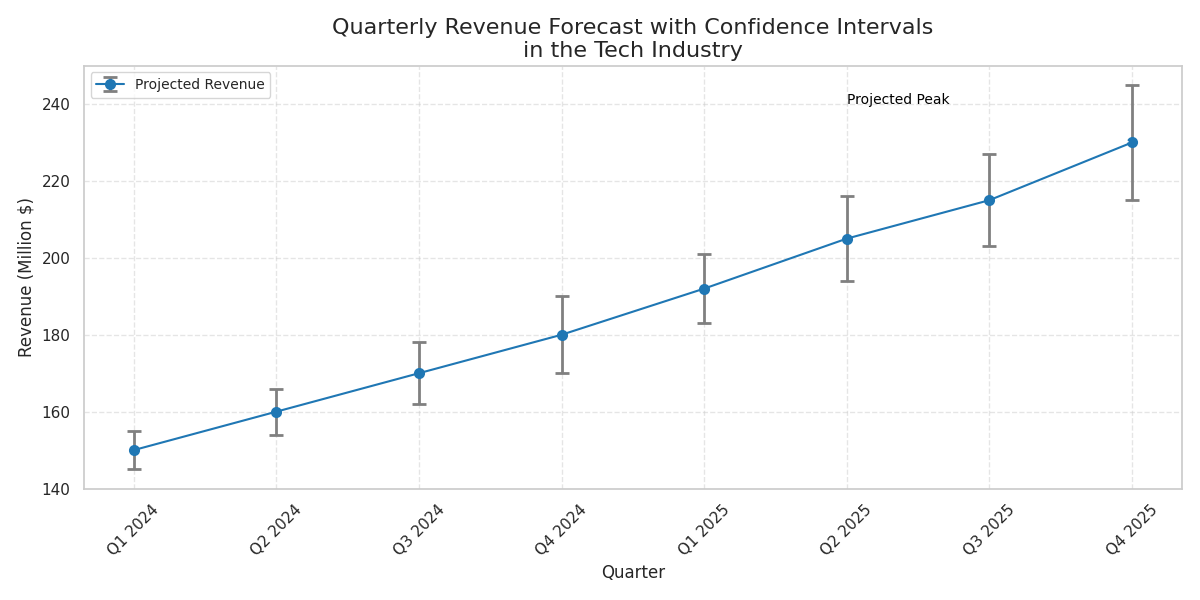 Quarterly Revenue Forecast with Confidence Intervals
in the Tech Industry
Projected Revenue
Projected Peak
Revenue (Million $)
240
220
200
180
160
140
Q1 2024
Q2 2024
Q3 2024
Q4 2024
Q1 2025
Q2 2025
Q3 2025
Q4 2025
Quarter